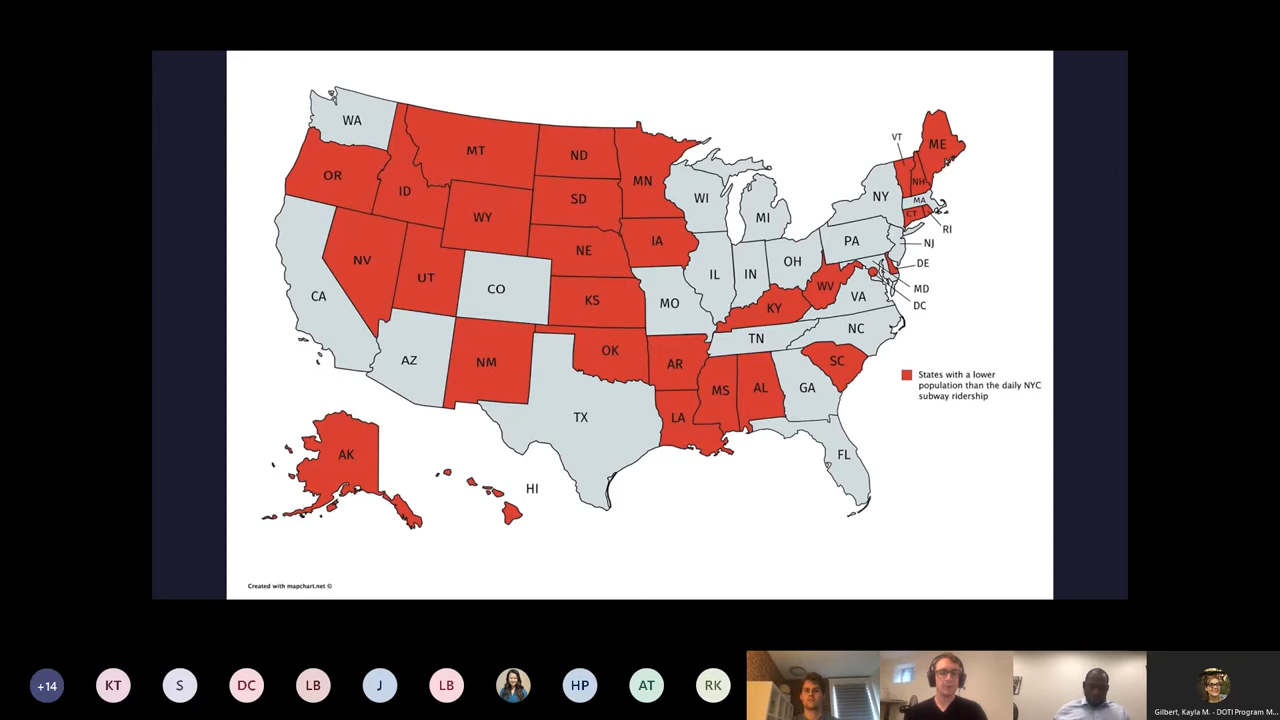 WA
MT
ND
MN
ME
VT
NH
OR
ID
SD
WI
NY
MA
WY
MI
CT
RI
NV
UT
NE
IA
PA
NJ
CO
IL
IN
OH
DE
CA
KS
MO
WV
VA
MD
DC
KY
AZ
NM
OK
AR
TN
NC
SC
States with a lower
population than the daily NYC
subway ridership
MS
AL
GA
TX
LA
AK
FL
HI
Created with mapchart.net ©
+14
KT
S
DC
LB
J
LB
HP
AT
RK
Gilbert, Kayla M. - DOTI Program M...